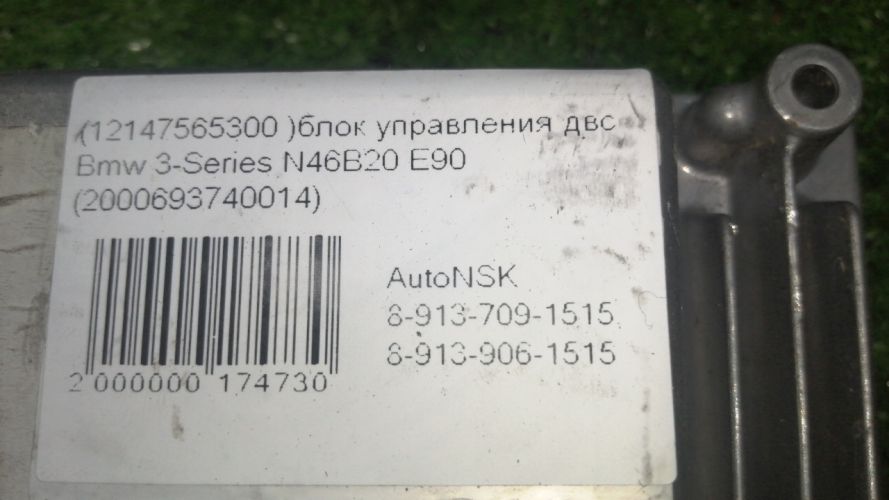 (12147565300 )блок управления двс
Bmw 3-Series N46B20 E90
(2000693740014)
AutoNSK
8-913-709-1515
8-913-906-1515
2 000000 174730